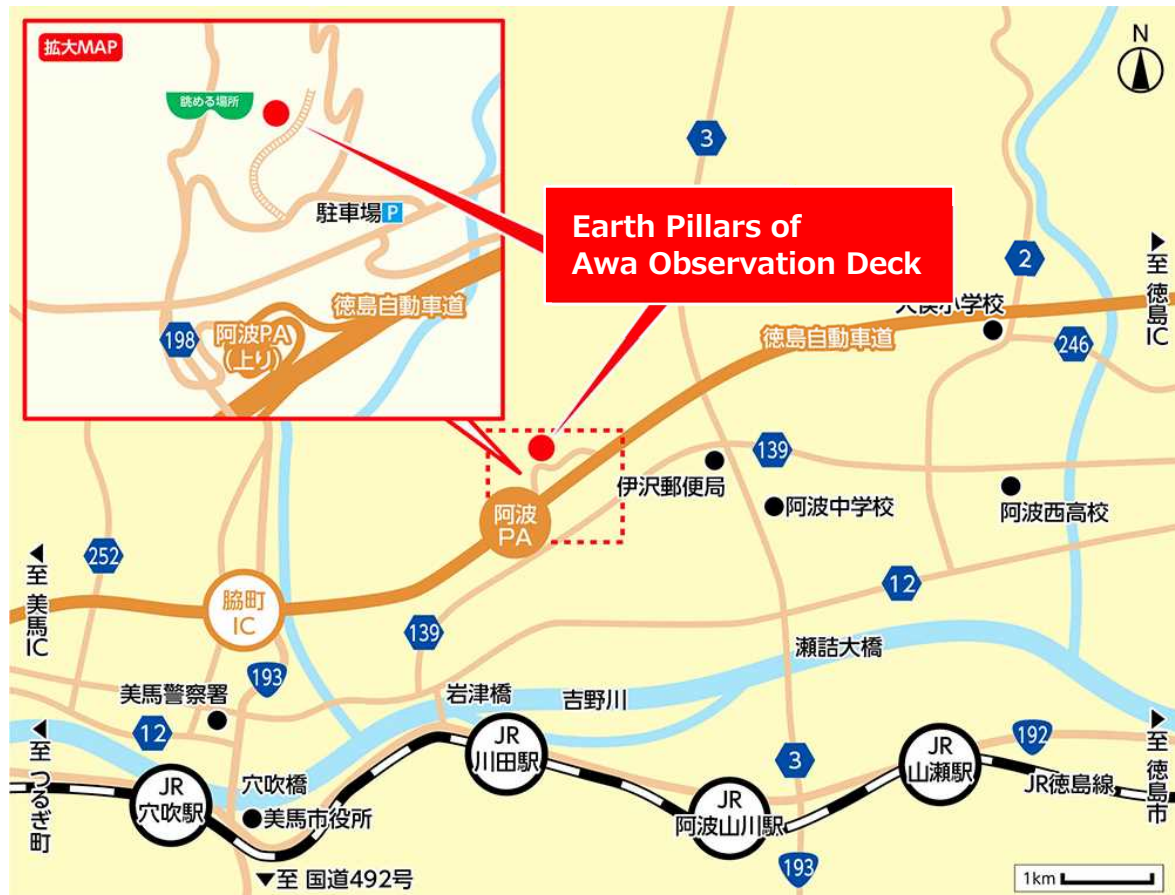 拡大MAP
眺める場所
駐車場 P
徳島自動車道
198
阿波PA
(上り)
N
3
Earth Pillars of
Awa Observation Deck
2
▲至 徳島IC
徳島自動車道
246
139
伊沢郵便局
阿波中学校
阿波西高校
阿波
PA
252
▲至 美馬IC
脇町
IC
12
139
193
瀬詰大橋
美馬警察署
岩津橋
吉野川
12
▲至 つるぎ町
JR
川田駅
JR
山瀬駅
192
▲至 徳島市
3
JR徳島線
JR
穴吹駅
穴吹橋
美馬市役所
JR
阿波山川駅
193
▼至 国道492号
1km